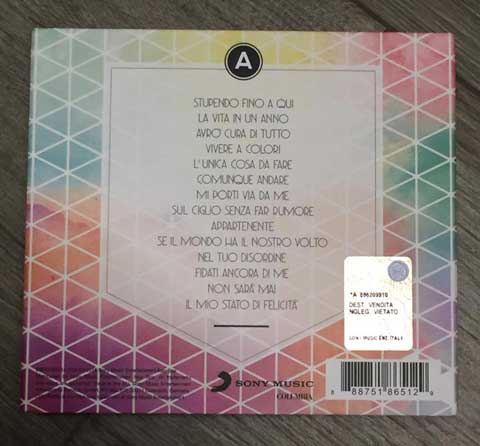 A
STUPENDO FINO A QUI
LA VITA IN UN ANNO
AVRÒ CURA DI TUTTO
VIVERE A COLORI
L'UNICA COSA DA FARE
COMUNQUE ANDARE
MI PORTI VIA DA ME
SUL CIGLIO SENZA FAR RUMORE
APPARTENENTE
SE IL MONDO HA IL NOSTRO VOLTO
NEL TUO DISORDINE
FIDATI ANCORA DI ME
NON SARÀ MAI
IL MIO STATO DI FELICITÀ
DEST VENDITA
NOLEG VIETATO
SONY MUSIC
COLUMBIA
8 88751 86512 9